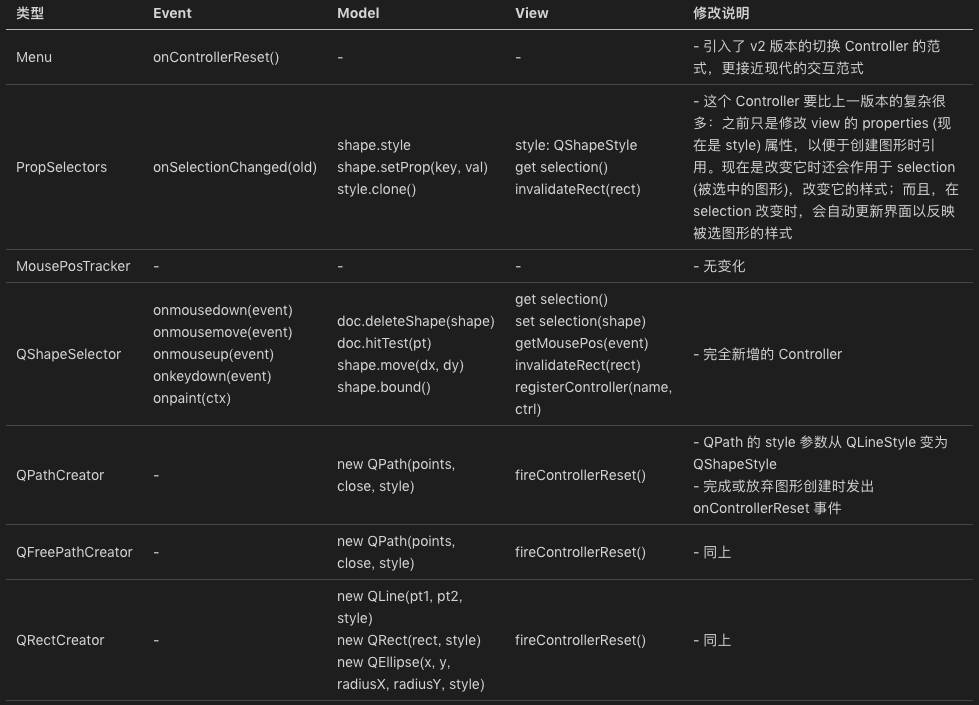 类型 Event Model View 修改说明
Menu onControllerReset() - - - 引入了 v2 版本的切换 Controller 的范
式，更接近现代的交互范式
PropSelectors onSelectionChanged(old)
shape.style
shape.setProp(key, val)
style.clone()
style: QShapeStyle
get selection()
invalidateRect(rect)
- 这个 Controller 要比上一版本的复杂很
多：之前只是修改 view 的 properties (现
在是 style) 属性，以便于创建图形时引
用。现在是改变它时还会作用于 selection
(被选中的图形)，改变它的样式；而且，在
selection 改变时，会自动更新界面以反映
被选图形的样式
MousePosTracker - - - - 无变化
QShapeSelector
onmousedown(event)
onmousemove(event)
onmouseup(event)
onkeydown(event)
onpaint(ctx)
doc.deleteShape(shape)
doc.hitTest(pt)
shape.move(dx, dy)
shape.bound()
get selection()
set selection(shape)
getMousePos(event)
invalidateRect(rect)
registerController(name,
ctrl)
- 完全新增的 Controller
QPathCreator -
new QPath(points,
close, style)
fireControllerReset()
- QPath 的 style 参数从 QLineStyle 变为
QShapeStyle
- 完成或放弃图形创建时发出
onControllerReset 事件
QFreePathCreator -
new QPath(points,
close, style)
fireControllerReset()
- 同上
QRectCreator -
new QLine(pt1, pt2,
style)
new QRect(rect, style)
new QEllipse(x, y,
radiusX, radiusY, style)
fireControllerReset()
- 同上